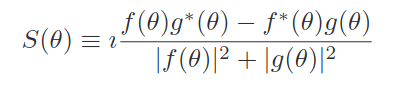 S(θ) ≡ ı f(θ)g*(θ) − f*(θ)g(θ) / |f(θ)|² + |g(θ)|²